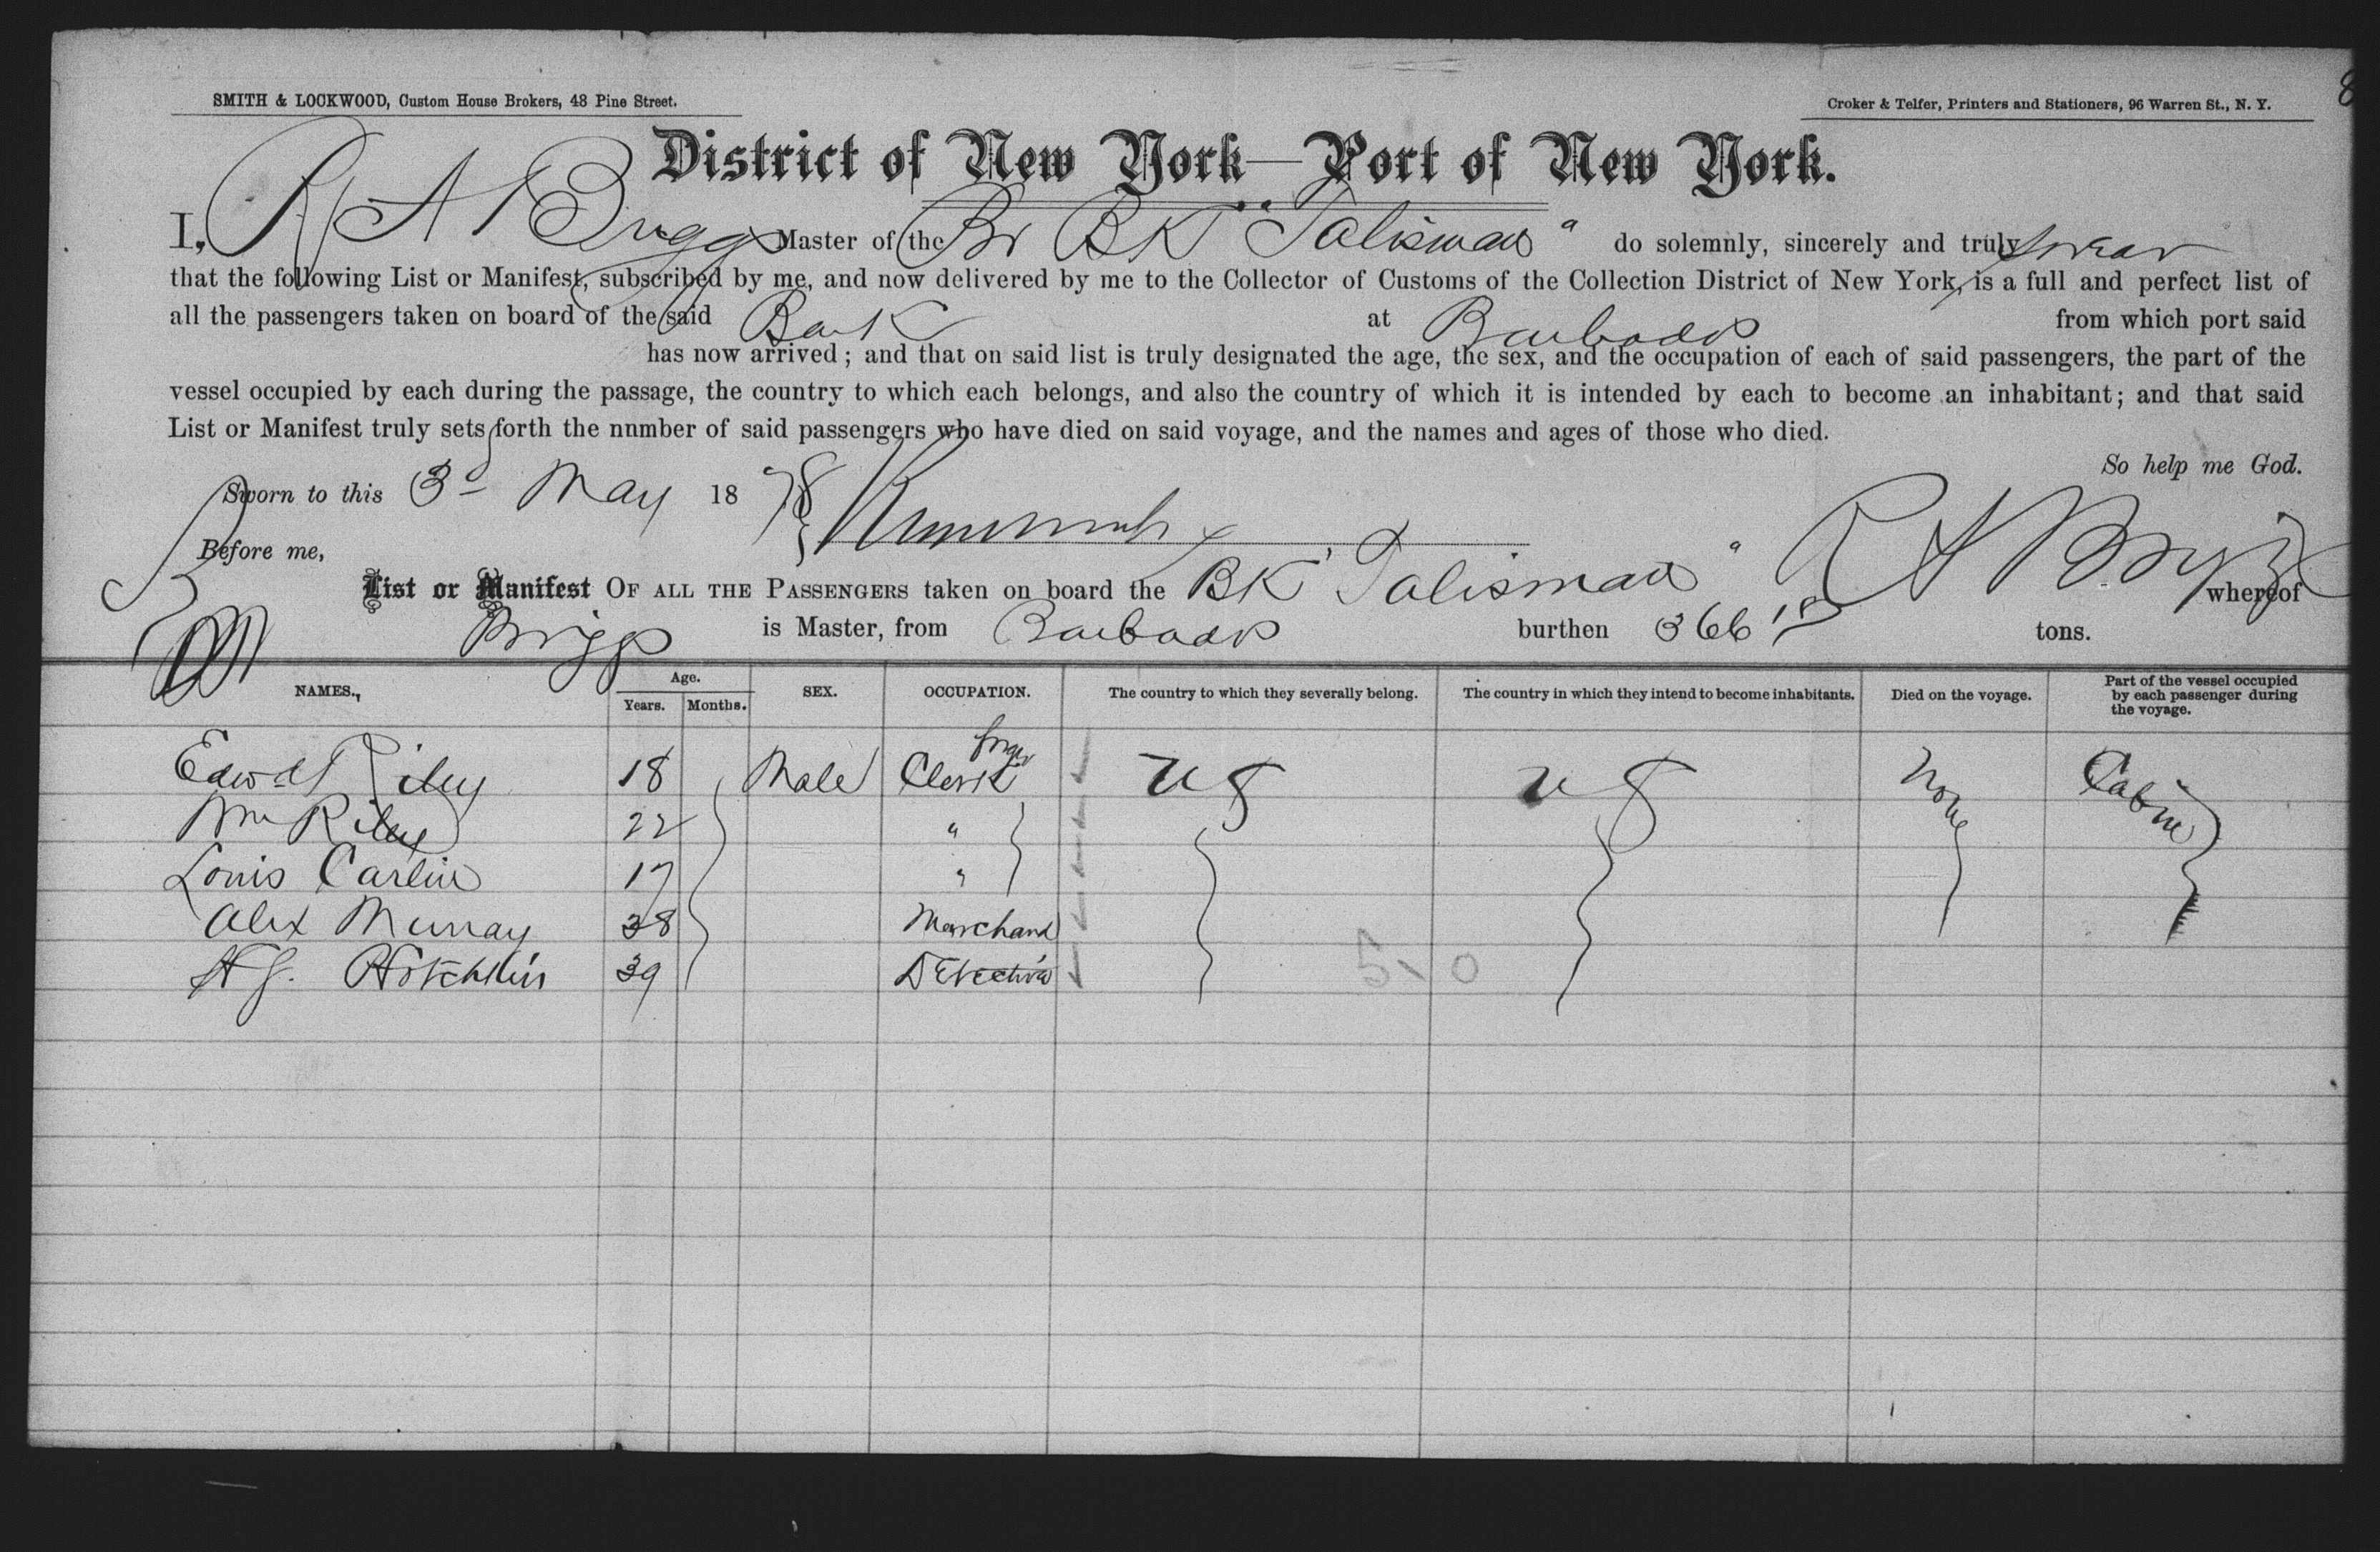 SMITH & LOCKWOOD, Custom House Brokers, 43 Pine Street.
Croker & Telfer, Printers and Stationers, 96 Warren St., N. Y.
8
District of New York—Port of New York.
I, R A Briggs Master of the Br BK "Talisman" do solemnly, sincerely and truly swear
that the following List or Manifest, subscribed by me, and now delivered by me to the Collector of Customs of the Collection District of New York, is a full and perfect list of
all the passengers taken on board of the said Bark at Barbados from which port said
has now arrived; and that on said list is truly designated the age, the sex, and the occupation of each of said passengers, the part of the
vessel occupied by each during the passage, the country to which each belongs, and also the country of which it is intended by each to become an inhabitant; and that said
List or Manifest truly sets forth the nnmber of said passengers who have died on said voyage, and the names and ages of those who died.
So help me God.
Sworn to this 3d May 1878
R A Briggs
Before me,
List or Manifest OF ALL THE PASSENGERS taken on board the BK "Talisman" whereof
Briggs is Master, from Barbados burthen 366 tons.
NAMES. Age. Years. Months. SEX. OCCUPATION. The country to which they severally belong. The country in which they intend to become inhabitants. Died on the voyage. Part of the vessel occupied by each passenger during the voyage.
Edwd Riley 18 Male Clerk U S U S None Cabin
Wm Riley 22 "
Louis Carlin 17 "
Alex Murray 38 Marchand
H G. Hotchkin 39 Detective
5 \ 0